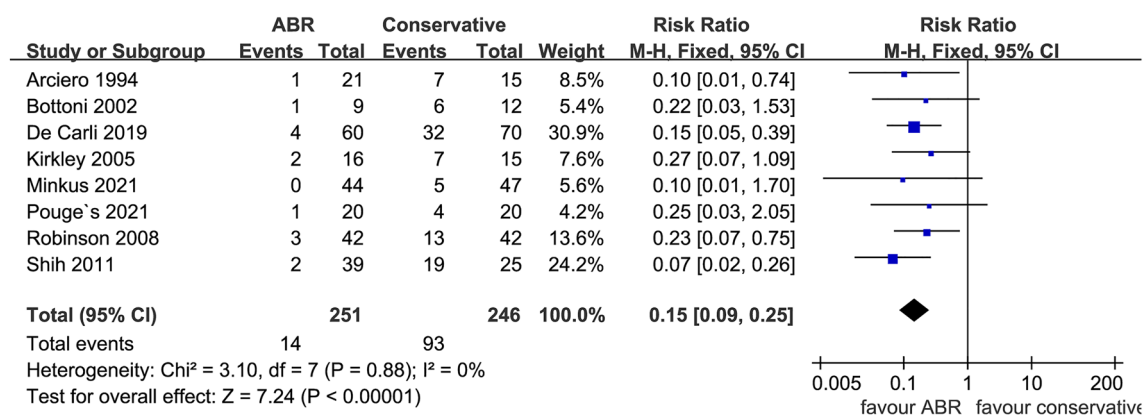 ABR Conservative Risk Ratio Risk Ratio
Study or Subgroup Events Total Events Total Weight M-H, Fixed, 95% CI M-H, Fixed, 95% CI
Arciero 1994 1 21 7 15 8.5% 0.10 [0.01, 0.74]
Bottoni 2002 1 9 6 12 5.4% 0.22 [0.03, 1.53]
De Carli 2019 4 60 32 70 30.9% 0.15 [0.05, 0.39]
Kirkley 2005 2 16 7 15 7.6% 0.27 [0.07, 1.09]
Minkus 2021 0 44 5 47 5.6% 0.10 [0.01, 1.70]
Pouge`s 2021 1 20 4 20 4.2% 0.25 [0.03, 2.05]
Robinson 2008 3 42 13 42 13.6% 0.23 [0.07, 0.75]
Shih 2011 2 39 19 25 24.2% 0.07 [0.02, 0.26]
Total (95% CI) 251 246 100.0% 0.15 [0.09, 0.25]
Total events 14 93
Heterogeneity: Chi² = 3.10, df = 7 (P = 0.88); I² = 0%
Test for overall effect: Z = 7.24 (P < 0.00001)
0.005 0.1 1 10 200
favour ABR favour conservative